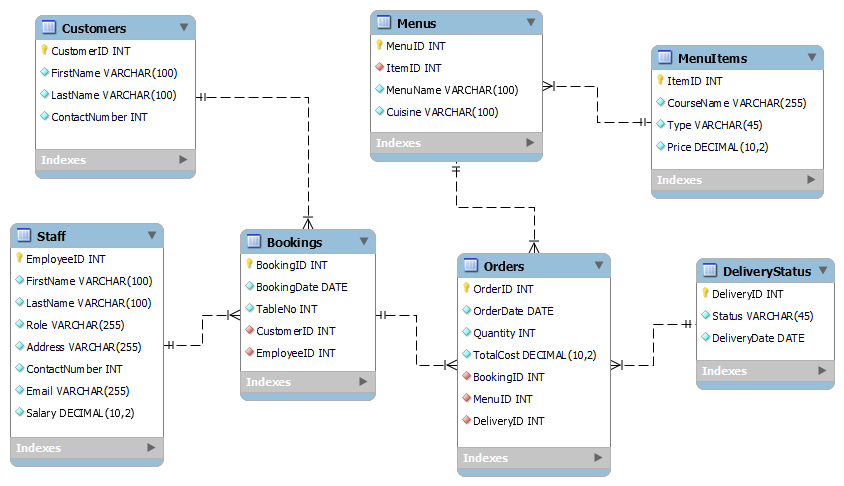 Customers
CustomerID INT
FirstName VARCHAR(100)
LastName VARCHAR(100)
ContactNumber INT
Indexes
Menus
MenuID INT
ItemID INT
MenuName VARCHAR(100)
Cuisine VARCHAR(100)
Indexes
MenuItems
ItemID INT
CourseName VARCHAR(255)
Type VARCHAR(45)
Price DECIMAL(10,2)
Indexes
Staff
EmployeeID INT
FirstName VARCHAR(100)
LastName VARCHAR(100)
Role VARCHAR(255)
Address VARCHAR(255)
ContactNumber INT
Email VARCHAR(255)
Salary DECIMAL(10,2)
Indexes
Bookings
BookingID INT
BookingDate DATE
TableNo INT
CustomerID INT
EmployeeID INT
Indexes
Orders
OrderID INT
OrderDate DATE
Quantity INT
TotalCost DECIMAL(10,2)
BookingID INT
MenuID INT
DeliveryID INT
Indexes
DeliveryStatus
DeliveryID INT
Status VARCHAR(45)
DeliveryDate DATE
Indexes